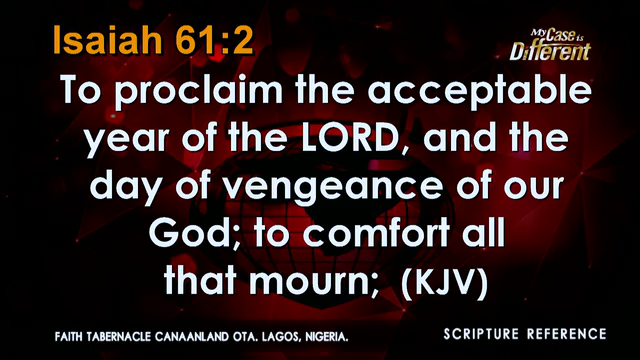 Isaiah 61:2
My Case is
Different
To proclaim the acceptable
year of the LORD, and the
day of vengeance of our
God; to comfort all
that mourn; (KJV)
FAITH TABERNACLE CANAANLAND OTA. LAGOS, NIGERIA.
SCRIPTURE REFERENCE